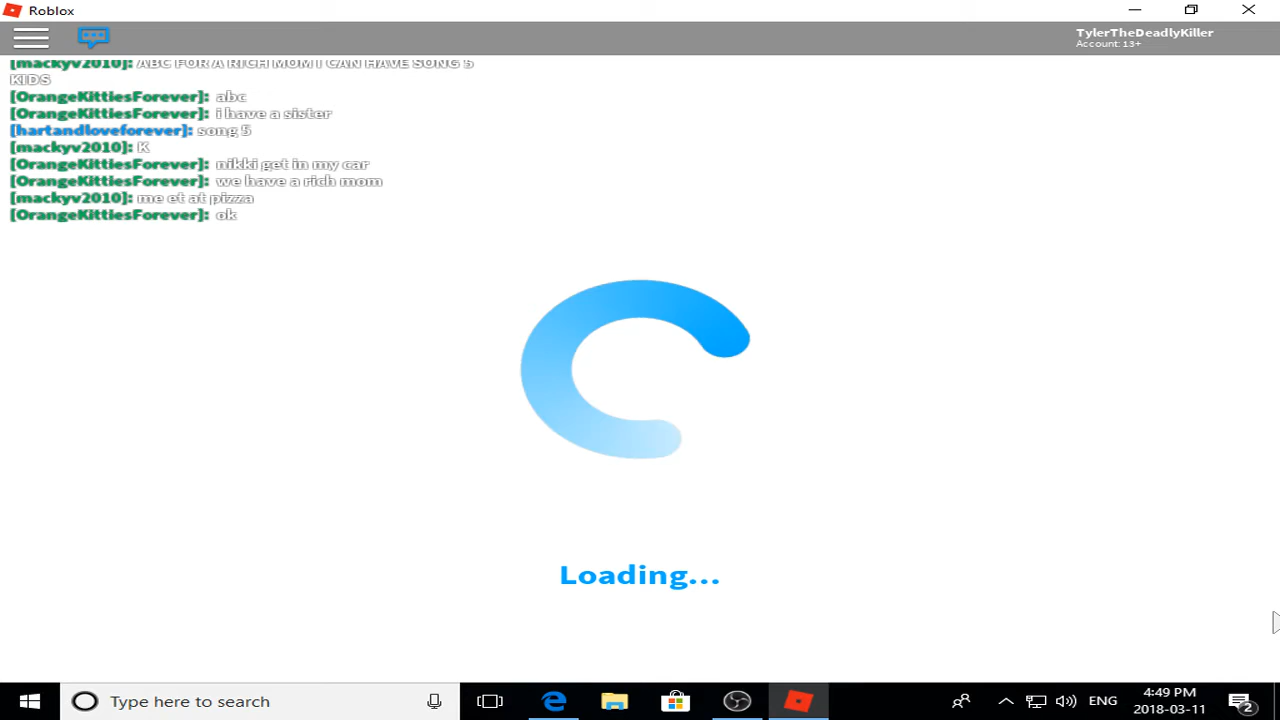 Roblox
TylerTheDeadlyKiller
Account: 13+
[mackyv2010]: ABC FOR A RICH MOM I CAN HAVE SONG 5
KIDS
[OrangeKittiesForever]: abc
[OrangeKittiesForever]: i have a sister
[hartandloveforever]: song 5
[mackyv2010]: K
[OrangeKittiesForever]: nikki get in my car
[OrangeKittiesForever]: we have a rich mom
[mackyv2010]: me et at pizza
[OrangeKittiesForever]: ok
Loading...
Type here to search
ENG
4:49 PM
2018-03-11
2